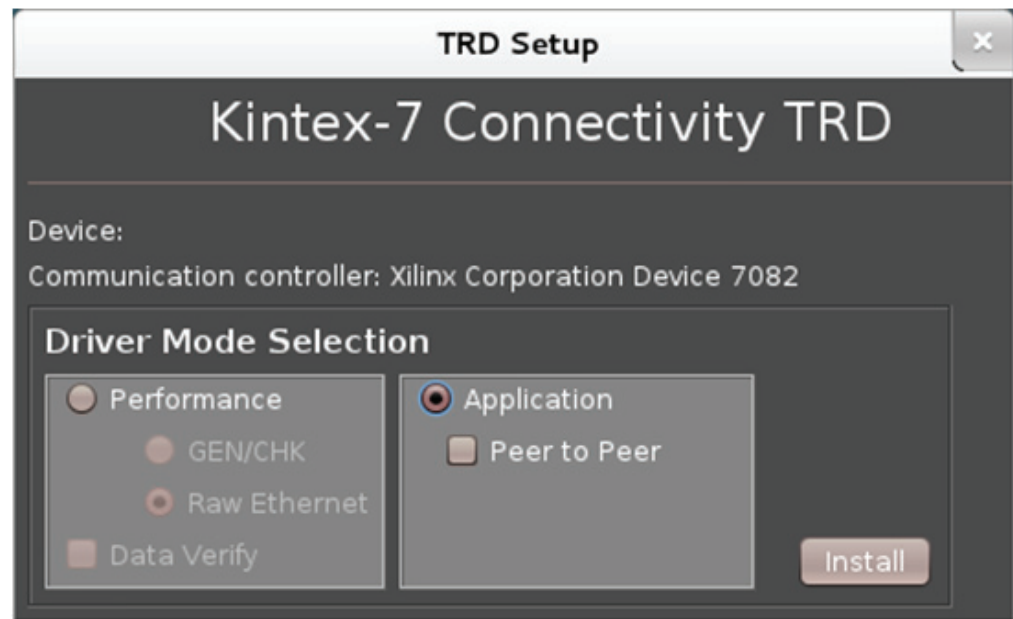 TRD Setup
Kintex-7 Connectivity TRD
Device:
Communication controller: Xilinx Corporation Device 7082
Driver Mode Selection
Performance
GEN/CHK
Raw Ethernet
Data Verify
Application
Peer to Peer
Install